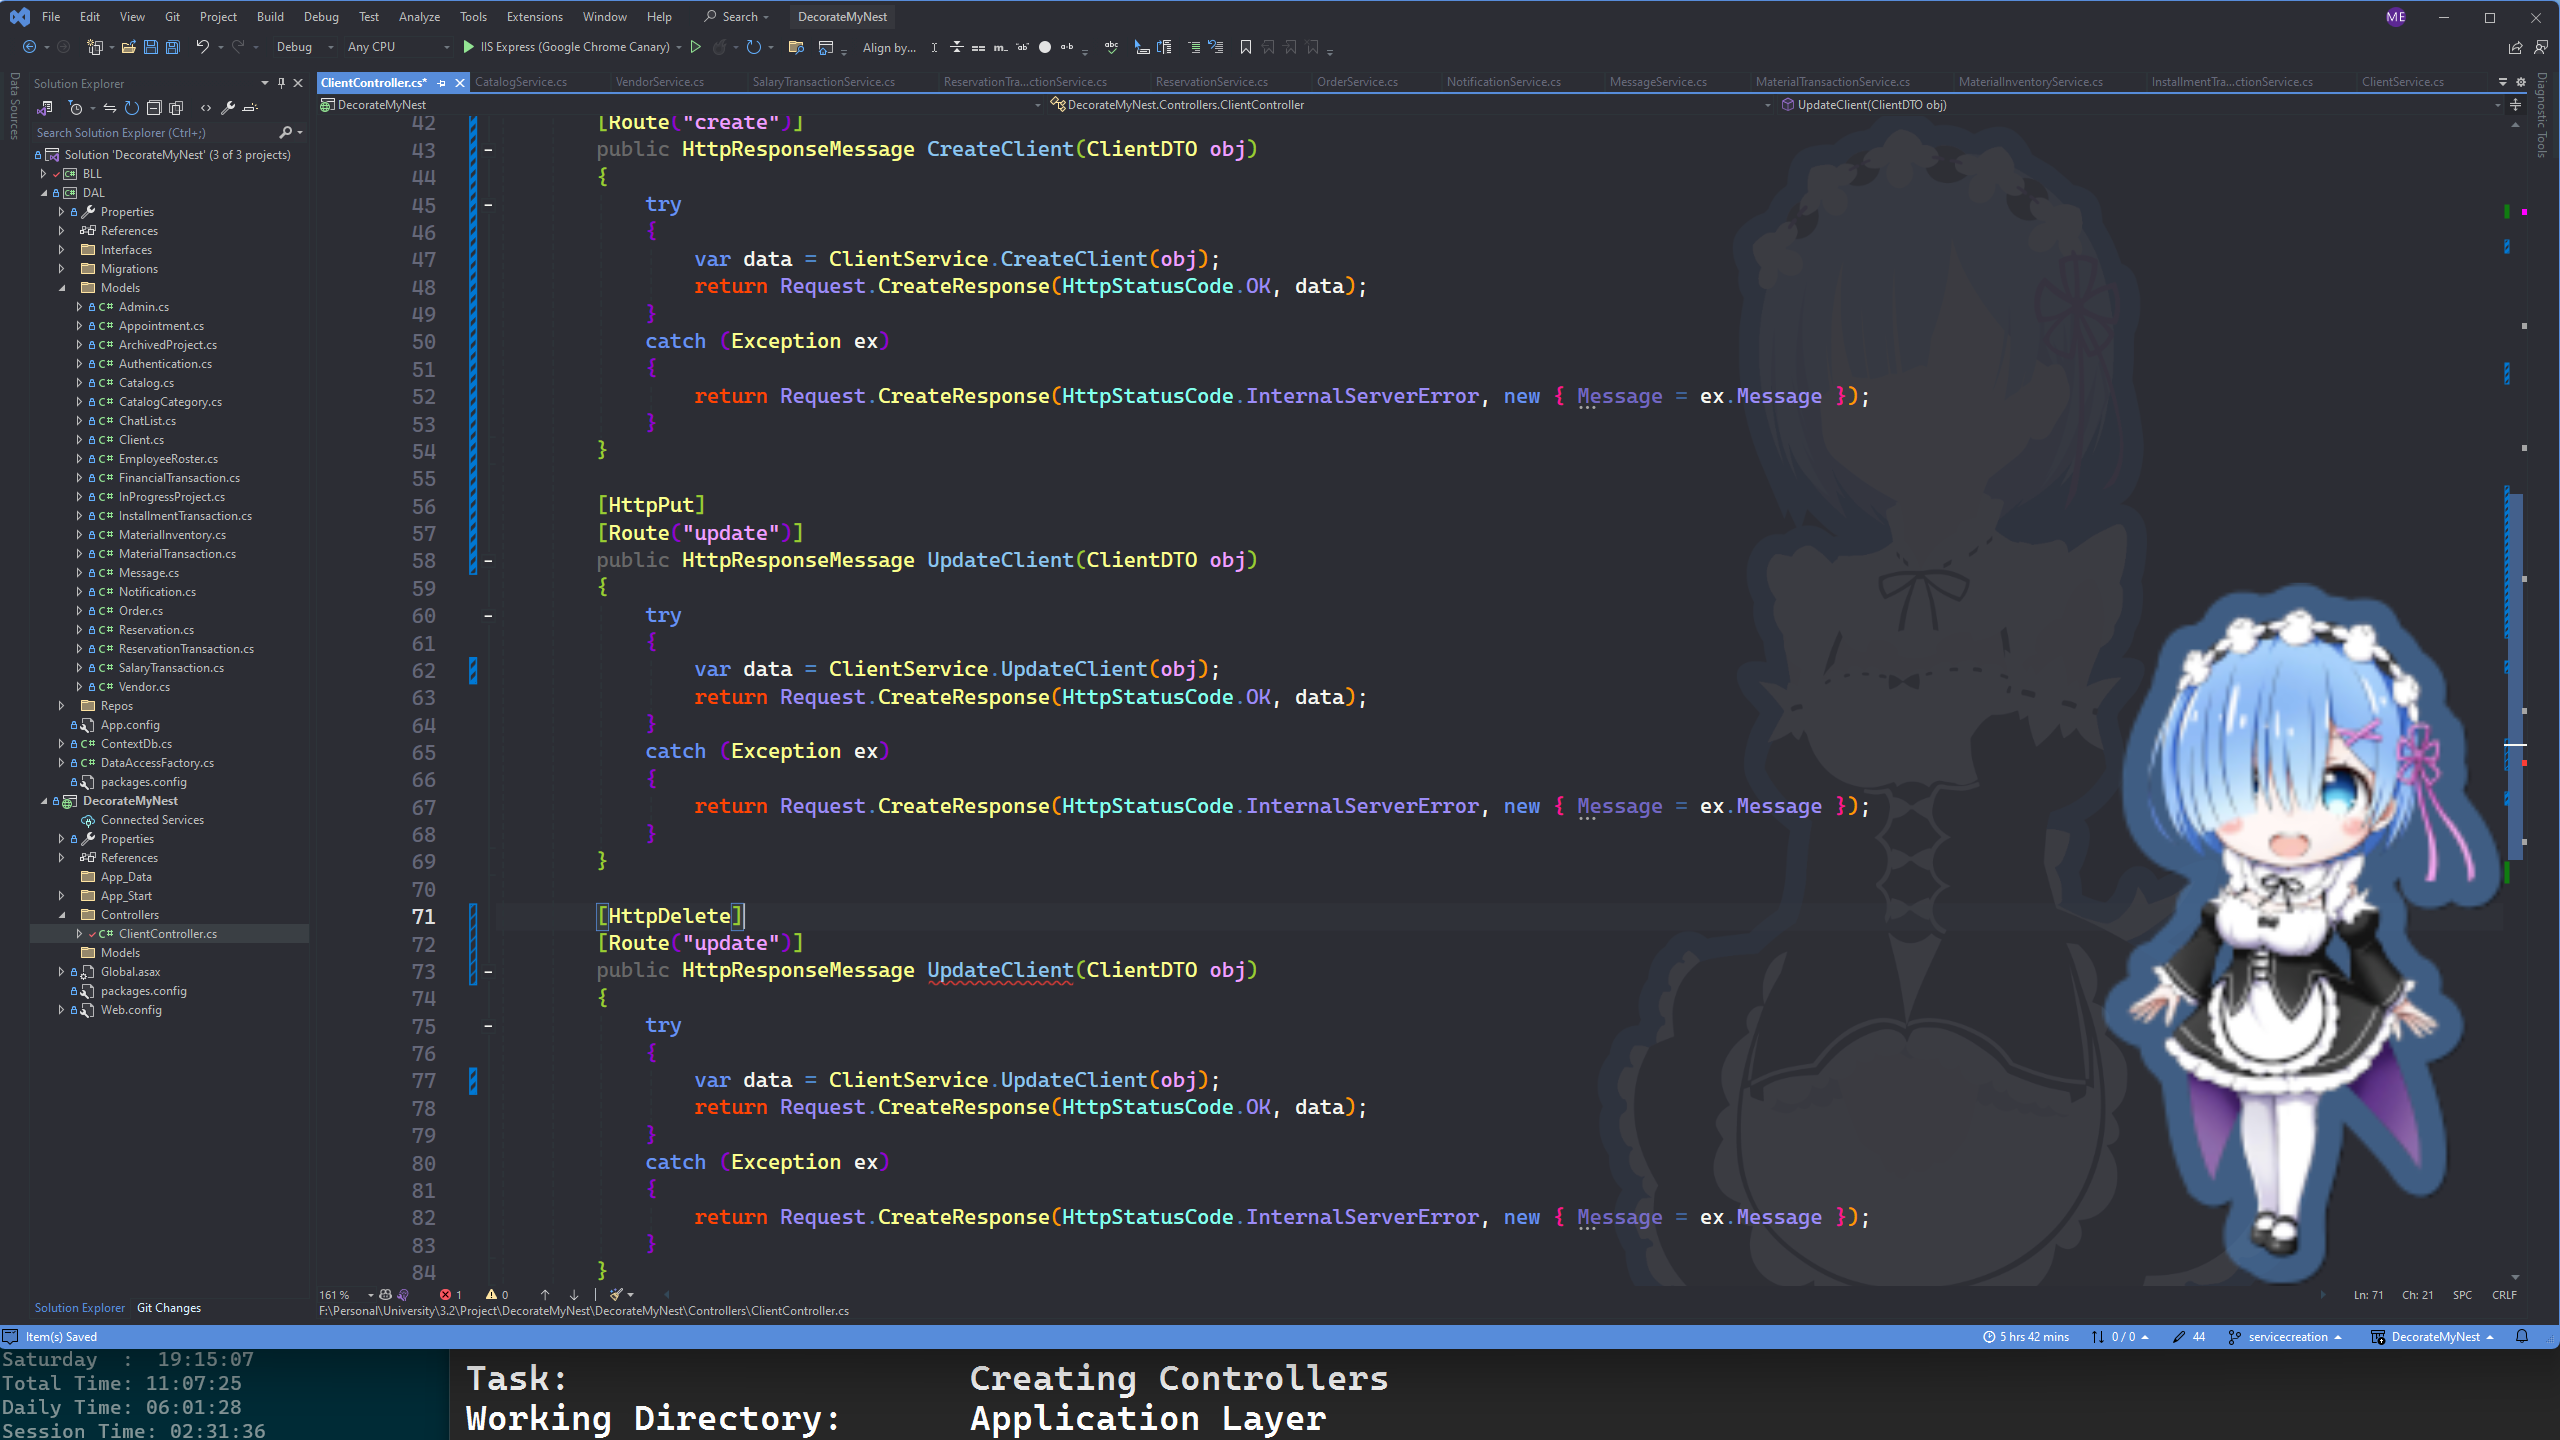 File Edit View Git Project Build Debug Test Analyze Tools Extensions Window Help Search DecorateMyNest ME
Debug Any CPU IIS Express (Google Chrome Canary) Align by...
Data Sources
Solution Explorer
Search Solution Explorer (Ctrl+;)
Solution 'DecorateMyNest' (3 of 3 projects)
BLL
DAL
Properties
References
Interfaces
Migrations
Models
C# Admin.cs
C# Appointment.cs
C# ArchivedProject.cs
C# Authentication.cs
C# Catalog.cs
C# CatalogCategory.cs
C# ChatList.cs
C# Client.cs
C# EmployeeRoster.cs
C# FinancialTransaction.cs
C# InProgressProject.cs
C# InstallmentTransaction.cs
C# MaterialInventory.cs
C# MaterialTransaction.cs
C# Message.cs
C# Notification.cs
C# Order.cs
C# Reservation.cs
C# ReservationTransaction.cs
C# SalaryTransaction.cs
C# Vendor.cs
Repos
App.config
C# ContextDb.cs
C# DataAccessFactory.cs
packages.config
DecorateMyNest
Connected Services
Properties
References
App_Data
App_Start
Controllers
C# ClientController.cs
Models
Global.asax
packages.config
Web.config
Solution Explorer Git Changes
ClientController.cs* CatalogService.cs VendorService.cs SalaryTransactionService.cs ReservationTra...ctionService.cs ReservationService.cs OrderService.cs NotificationService.cs MessageService.cs MaterialTransactionService.cs MaterialInventoryService.cs InstallmentTra...ctionService.cs ClientService.cs
DecorateMyNest DecorateMyNest.Controllers.ClientController UpdateClient(ClientDTO obj)
Diagnostic Tools
42 [Route("create")]
43 public HttpResponseMessage CreateClient(ClientDTO obj)
44 {
45 try
46 {
47 var data = ClientService.CreateClient(obj);
48 return Request.CreateResponse(HttpStatusCode.OK, data);
49 }
50 catch (Exception ex)
51 {
52 return Request.CreateResponse(HttpStatusCode.InternalServerError, new { Message = ex.Message });
53 }
54 }
55
56 [HttpPut]
57 [Route("update")]
58 public HttpResponseMessage UpdateClient(ClientDTO obj)
59 {
60 try
61 {
62 var data = ClientService.UpdateClient(obj);
63 return Request.CreateResponse(HttpStatusCode.OK, data);
64 }
65 catch (Exception ex)
66 {
67 return Request.CreateResponse(HttpStatusCode.InternalServerError, new { Message = ex.Message });
68 }
69 }
70
71 [HttpDelete]
72 [Route("update")]
73 public HttpResponseMessage UpdateClient(ClientDTO obj)
74 {
75 try
76 {
77 var data = ClientService.UpdateClient(obj);
78 return Request.CreateResponse(HttpStatusCode.OK, data);
79 }
80 catch (Exception ex)
81 {
82 return Request.CreateResponse(HttpStatusCode.InternalServerError, new { Message = ex.Message });
83 }
84 }
161 % 1 0 Ln: 71 Ch: 21 SPC CRLF
F:\Personal\University\3.2\Project\DecorateMyNest\DecorateMyNest\Controllers\ClientController.cs
Item(s) Saved 5 hrs 42 mins 0 / 0 44 servicecreation DecorateMyNest
Saturday : 19:15:07
Total Time: 11:07:25
Daily Time: 06:01:28
Session Time: 02:31:36
Task: Creating Controllers
Working Directory: Application Layer